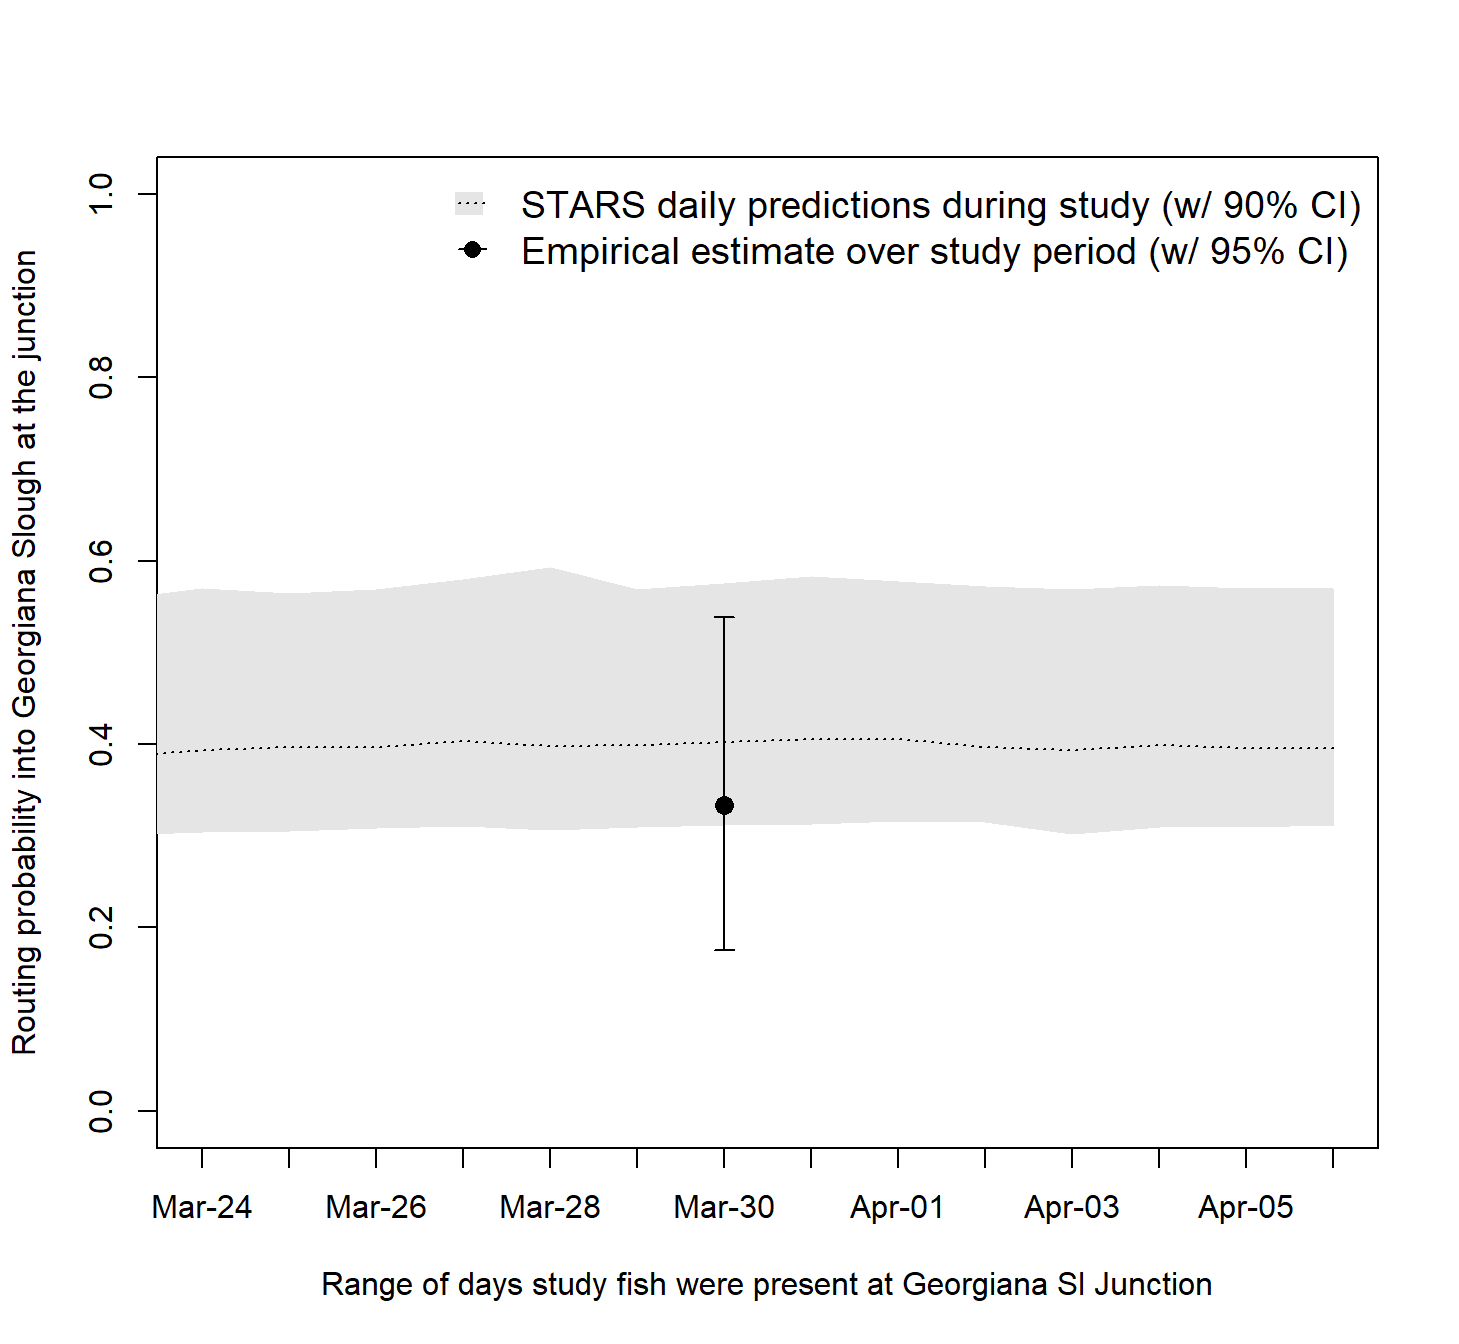 STARS daily predictions during study (w/ 90% CI)
Empirical estimate over study period (w/ 95% CI)
Routing probability into Georgiana Slough at the junction
1.0
0.8
0.6
0.4
0.2
0.0
Mar-24 Mar-26 Mar-28 Mar-30 Apr-01 Apr-03 Apr-05
Range of days study fish were present at Georgiana Sl Junction